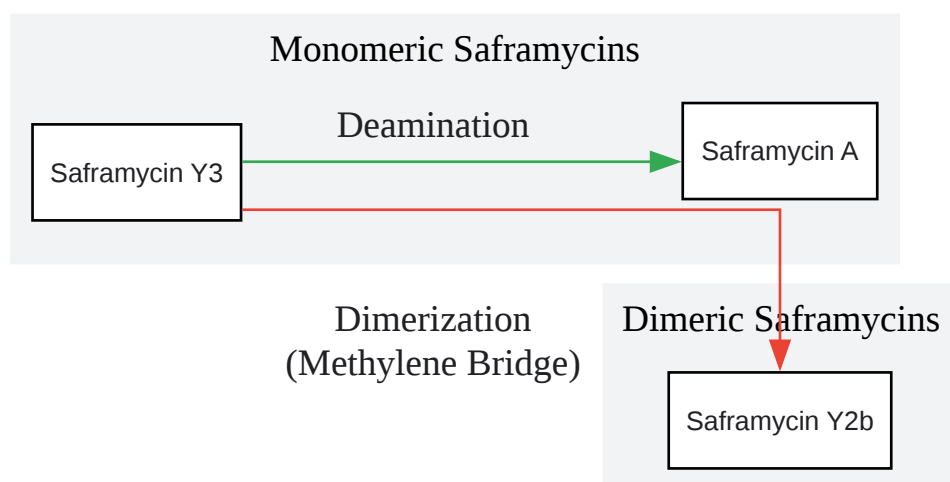 Monomeric Saframycins
Deamination
Saframycin Y3
Saframycin A
Dimerization
(Methylene Bridge)
Dimeric Saframycins
Saframycin Y2b